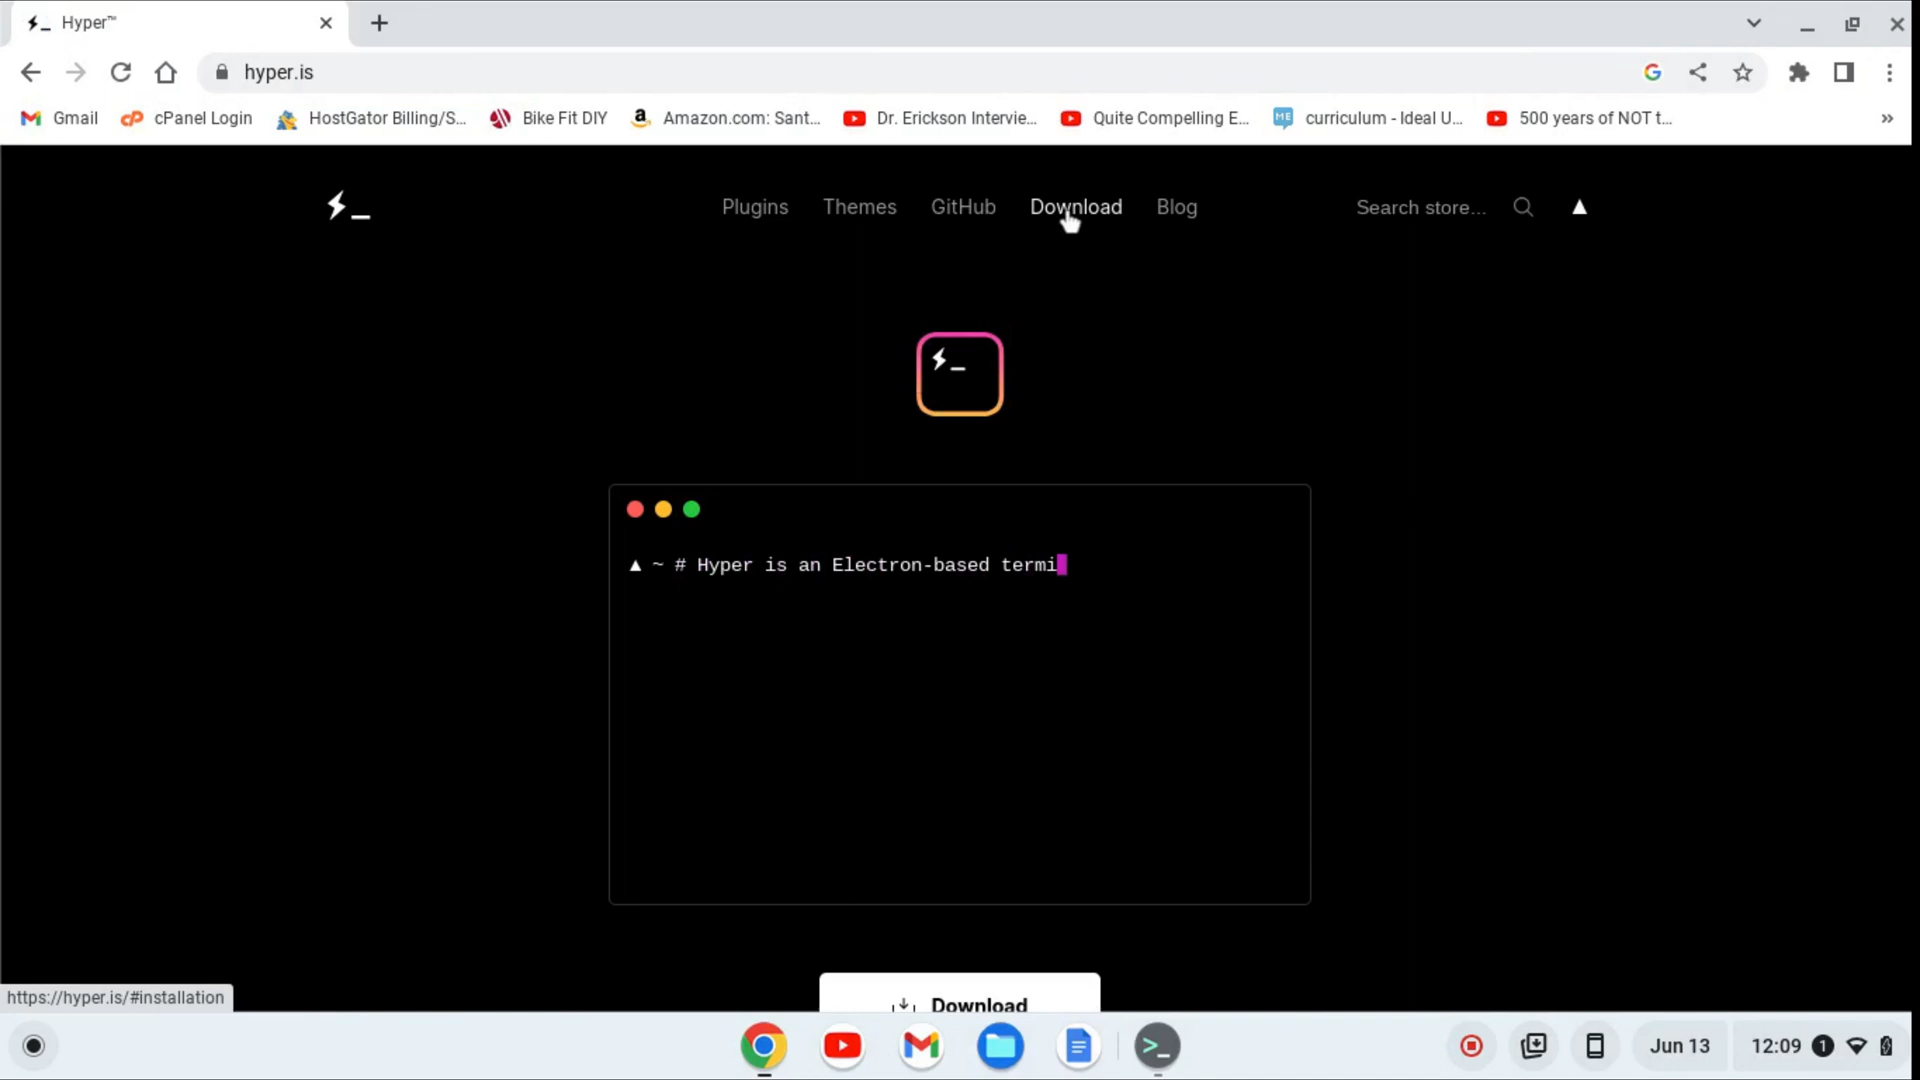 Hyper™
hyper.is
Gmail
cPanel Login
HostGator Billing/S...
Bike Fit DIY
Amazon.com: Sant...
Dr. Erickson Intervie...
Quite Compelling E...
ME
curriculum - Ideal U...
500 years of NOT t...
»
Plugins
Themes
GitHub
Download
Blog
Search store...
▲ ~ # Hyper is an Electron-based termi
https://hyper.is/#installation
Download
Jun 13
12:09
1